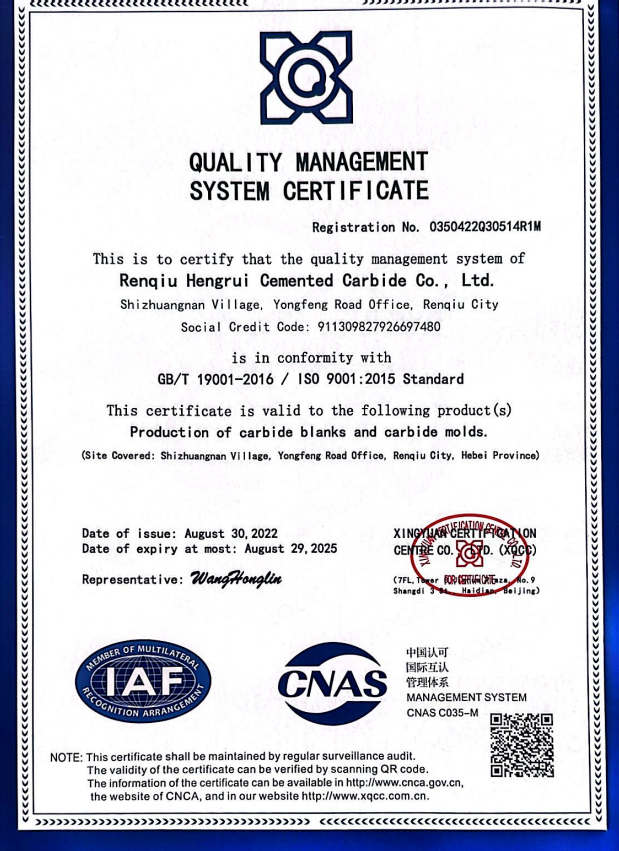 QUALITY MANAGEMENT
SYSTEM CERTIFICATE
Registration No. 0350422030514R1M
This is to certify that the quality management system of
Renqiu Hengrui Cemented Carbide Co., Ltd.
Shizhuangnan Village, Yongfeng Road Office, Renqiu City
Social Credit Code: 911309827926697480
is in conformity with
GB/T 19001-2016 / ISO 9001:2015 Standard
This certificate is valid to the following product(s)
Production of carbide blanks and carbide molds.
(Site Covered: Shizhuangnan Village, Yongfeng Road Office, Renqiu City, Hebei Province)
Date of issue: August 30,2022
Date of expiry at most: August 29,2025
Representative: WangHonglin
XINGYUAN CERTIFICATION
CENTRE CO., LTD. (XQCC)
(7FL, Tower Plaza, No.9
Shangdi 3 St., Haidian, Beijing)
FOR CERTIFICATE
MEMBER OF MULTILATERAL
IAF
RECOGNITION ARRANGEMENT
CNAS
中国认可
国际互认
管理体系
MANAGEMENT SYSTEM
CNAS C035-M
NOTE: This certificate shall be maintained by regular surveillance audit.
The validity of the certificate can be verified by scanning QR code.
The information of the certificate can be available in http://www.cnca.gov.cn,
the website of CNCA, and in our website http://www.xqcc.com.cn.